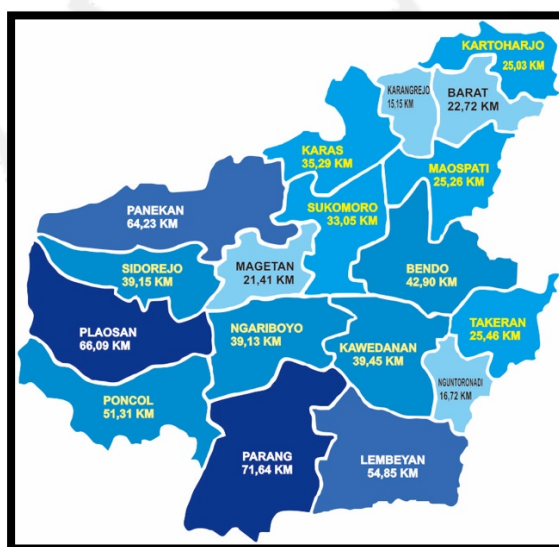 KARTOHARJO
25,03 KM
KARANGREJO
15,15 KM
BARAT
22,72 KM
KARAS
35,29 KM
MAOSPATI
25,26 KM
PANEKAN
64,23 KM
SUKOMORO
33,05 KM
SIDOREJO
39,15 KM
MAGETAN
21,41 KM
BENDO
42,90 KM
PLAOSAN
66,09 KM
NGARIBOYO
39,13 KM
KAWEDANAN
39,45 KM
TAKERAN
25,46 KM
PONCOL
51,31 KM
NGUNTORONADI
16,72 KM
PARANG
71,64 KM
LEMBEYAN
54,85 KM